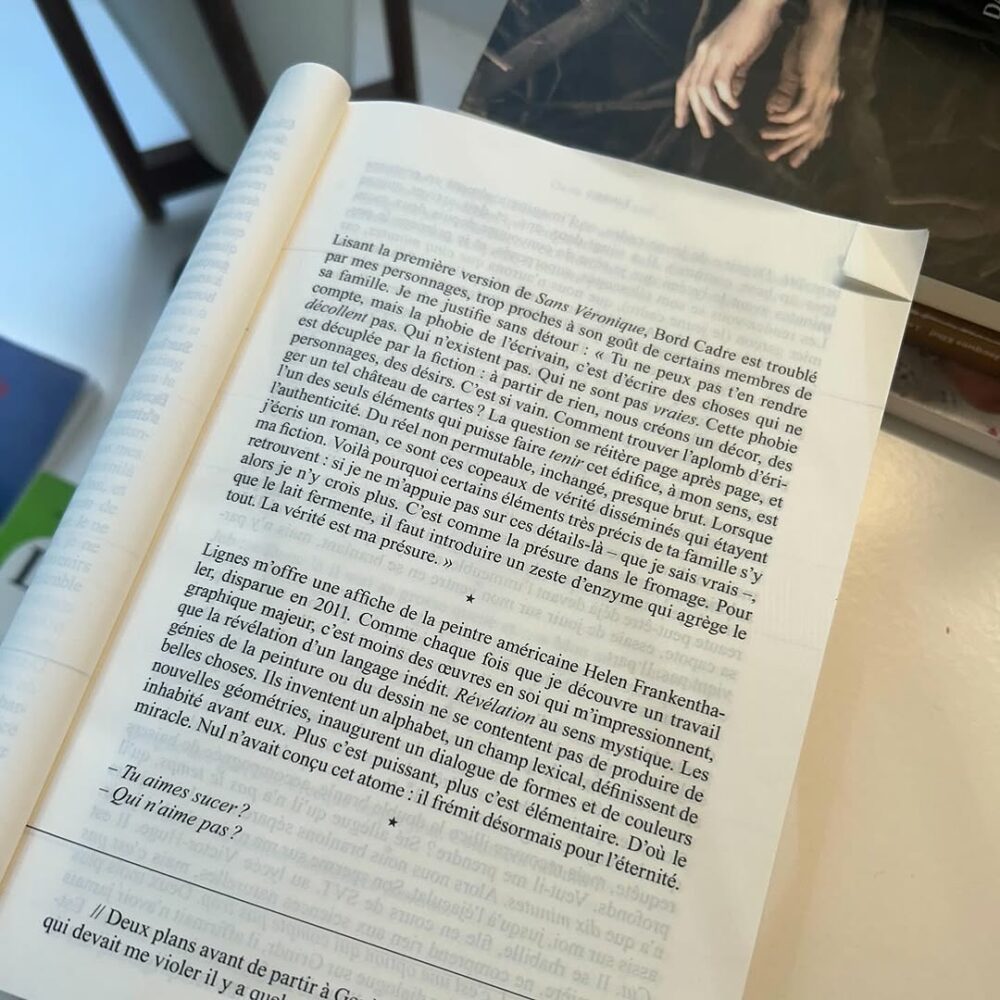 Lisant la première version de Sans Véronique, Bord Cadre est troublé
par mes personnages, trop proches à son goût de certains membres de
sa famille. Je me justifie sans détour : « Tu ne peux pas t'en rendre
compte, mais la phobie de l'écrivain, c'est d'écrire des choses qui ne
décollent pas. Qui n'existent pas. Qui ne sont pas vraies. Cette phobie
est décuplée par la fiction : à partir de rien, nous créons un décor, des
personnages, des désirs. C'est si vain. Comment trouver l'aplomb d'éri-
ger un tel château de cartes ? La question se réitère page après page, et
l'un des seuls éléments qui puisse faire tenir cet édifice, à mon sens, est
l'authenticité. Du réel non permutable, inchangé, presque brut. Lorsque
j'écris un roman, ce sont ces copeaux de vérité disséminés qui étayent
ma fiction. Voilà pourquoi certains éléments très précis de ta famille s'y
retrouvent : si je ne m'appuie pas sur ces détails-là – que je sais vrais –,
alors je n'y crois plus. C'est comme la présure dans le fromage. Pour
que le lait fermente, il faut introduire un zeste d'enzyme qui agrège le
tout. La vérité est ma présure. »
★
Lignes m'offre une affiche de la peintre américaine Helen Frankentha-
ler, disparue en 2011. Comme chaque fois que je découvre un travail
graphique majeur, c'est moins des œuvres en soi qui m'impressionnent,
que la révélation d'un langage inédit. Révélation au sens mystique. Les
génies de la peinture ou du dessin ne se contentent pas de produire de
belles choses. Ils inventent un alphabet, un champ lexical, définissent de
nouvelles géométries, inaugurent un dialogue de formes et de couleurs
inhabité avant eux. Plus c'est puissant, plus c'est élémentaire. D'où le
miracle. Nul n'avait conçu cet atome : il frémit désormais pour l'éternité.
★
– Tu aimes sucer ?
– Qui n'aime pas ?
// Deux plans avant de partir à
qui devait me violer il y a